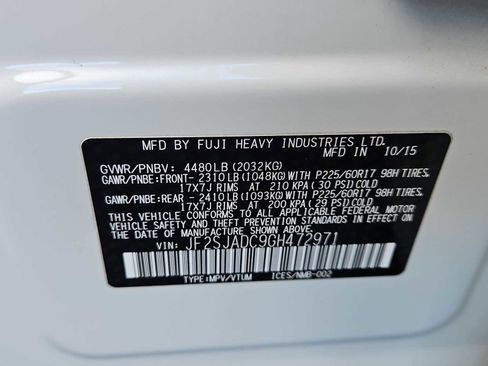 MFD BY FUJI HEAVY INDUSTRIES LTD. IN 10/15
GVWR/PNBV: 4480LB (2032KG)
GAWR/PNBE:FRONT-2310LB (1048KG) WITH P225/60R17 98H TIRES,
17X7J RIMS AT 210 KPA (30 PSI) COLD
GAWR/PNBE:REAR -2410LB (1093KG) WITH P225/60R17 98H TIRES,
17X7J RIMS AT 200 KPA (29 PSI) COLD
THIS VEHICLE CONFORMS TO ALL APPLICABLE FEDERAL MOTOR
VEHICLE SAFETY, BUMPER, AND THEFT PREVENTION STANDARDS
IN EFFECT ON THE DATE OF MANUFACTURE SHOWN ABOVE.
VIN: JF2SJADC9GH472971
TYPE:MPV/VTUM ICES/NMB-002